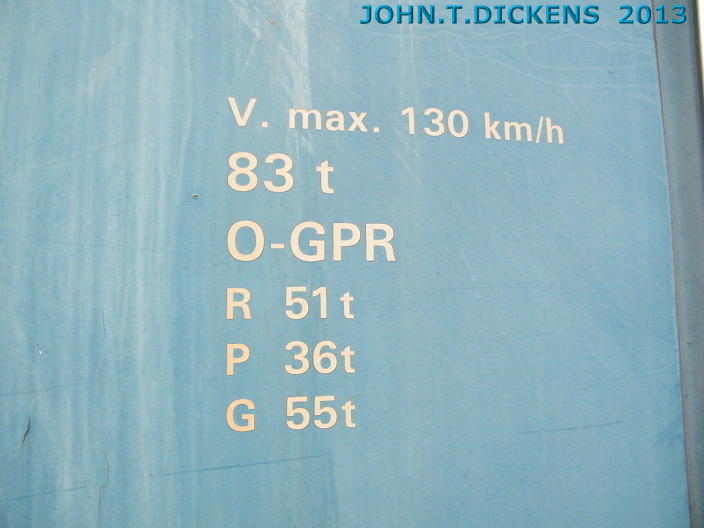 JOHN.T.DICKENS 2013
V. max. 130 km/h
83 t
O-GPR
R 51t
P 36t
G 55t